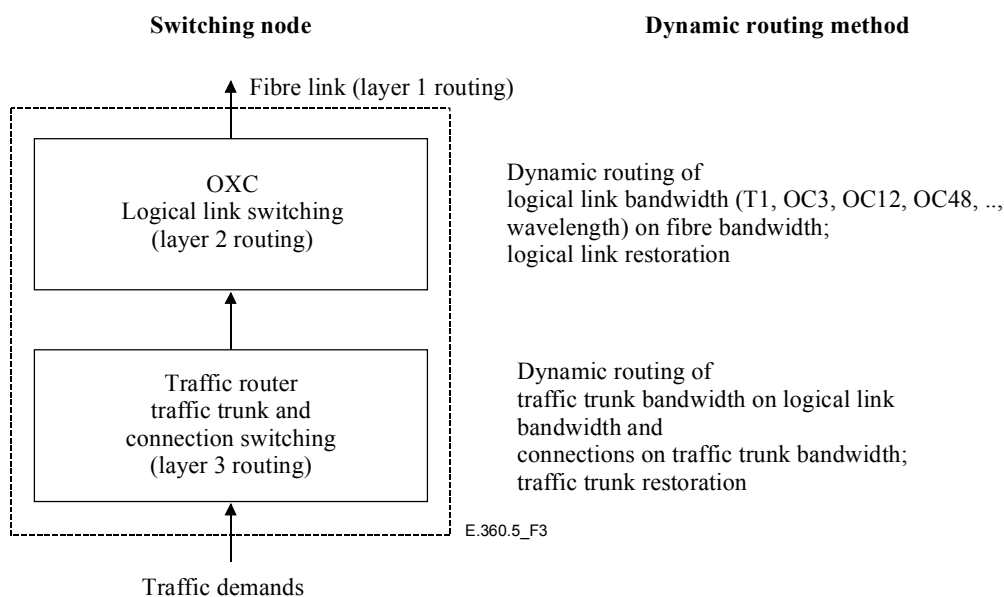 Switching node
Dynamic routing method
Fibre link (layer 1 routing)
OXC
Logical link switching
(layer 2 routing)
Dynamic routing of
logical link bandwidth (T1, OC3, OC12, OC48, ..,
wavelength) on fibre bandwidth;
logical link restoration
Traffic router
traffic trunk and
connection switching
(layer 3 routing)
Dynamic routing of
traffic trunk bandwidth on logical link
bandwidth and
connections on traffic trunk bandwidth;
traffic trunk restoration
E.360.5_F3
Traffic demands